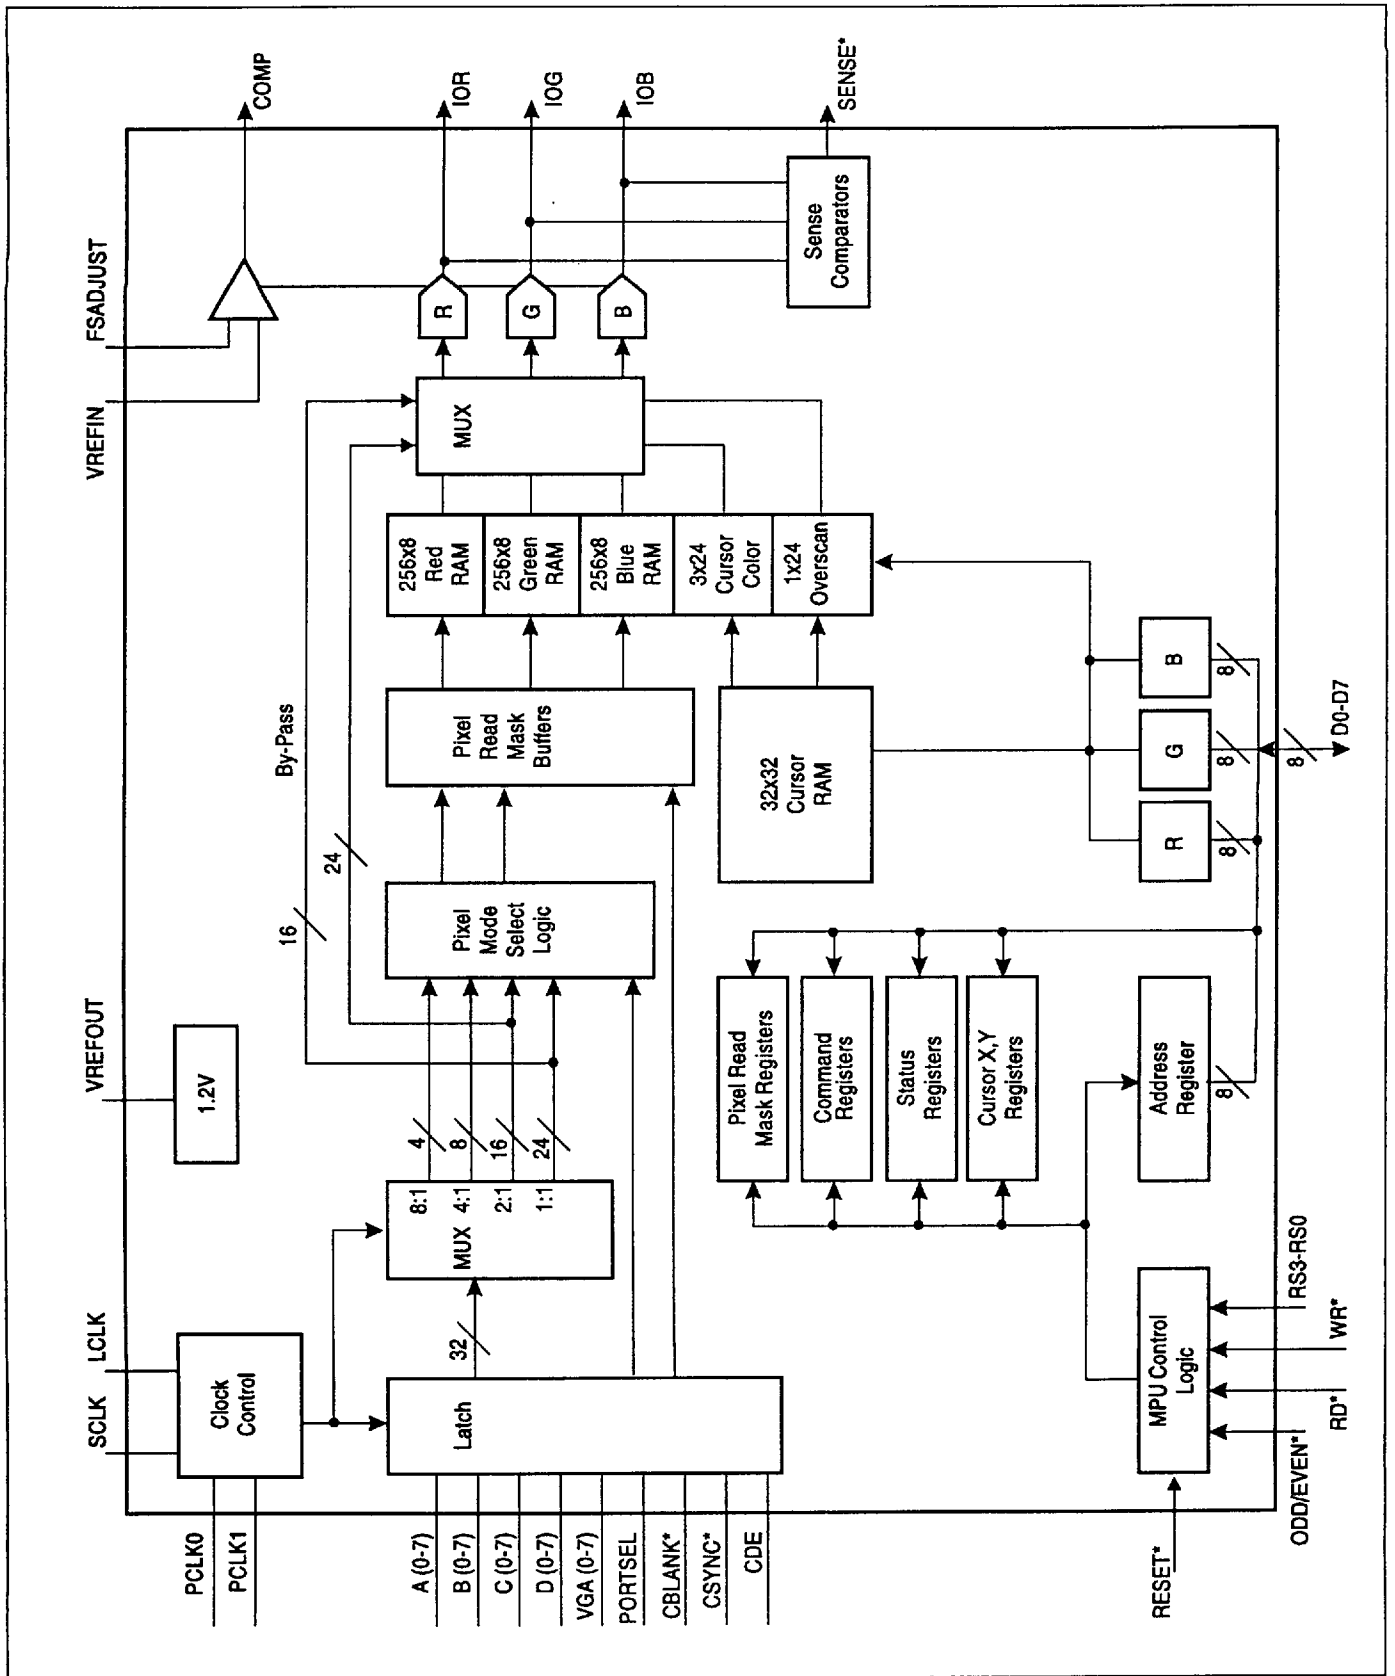 PCLK0
PCLK1
SCLK
LCLK
VREFOUT
VREFIN
FSADJUST
COMP
Clock
Control
1.2V
By-Pass
16
24
A (0-7)
B (0-7)
C (0-7)
D (0-7)
VGA (0-7)
PORTSEL
CBLANK*
CSYNC*
CDE
Latch
32
MUX
8:1
4:1
2:1
1:1
4
8
16
24
Pixel
Mode
Select
Logic
Pixel
Read
Mask
Buffers
256x8
Red
RAM
256x8
Green
RAM
256x8
Blue
RAM
3x24
Cursor
Color
1x24
Overscan
MUX
R
G
B
IOR
IOG
IOB
Sense
Comparators
SENSE*
32x32
Cursor
RAM
Pixel Read
Mask Registers
Command
Registers
Status
Registers
Cursor X,Y
Registers
RESET*
MPU Control
Logic
Address
Register
8
R
8
G
8
B
8
8
D0-D7
ODD/EVEN*
RD*
WR*
RS3-RS0